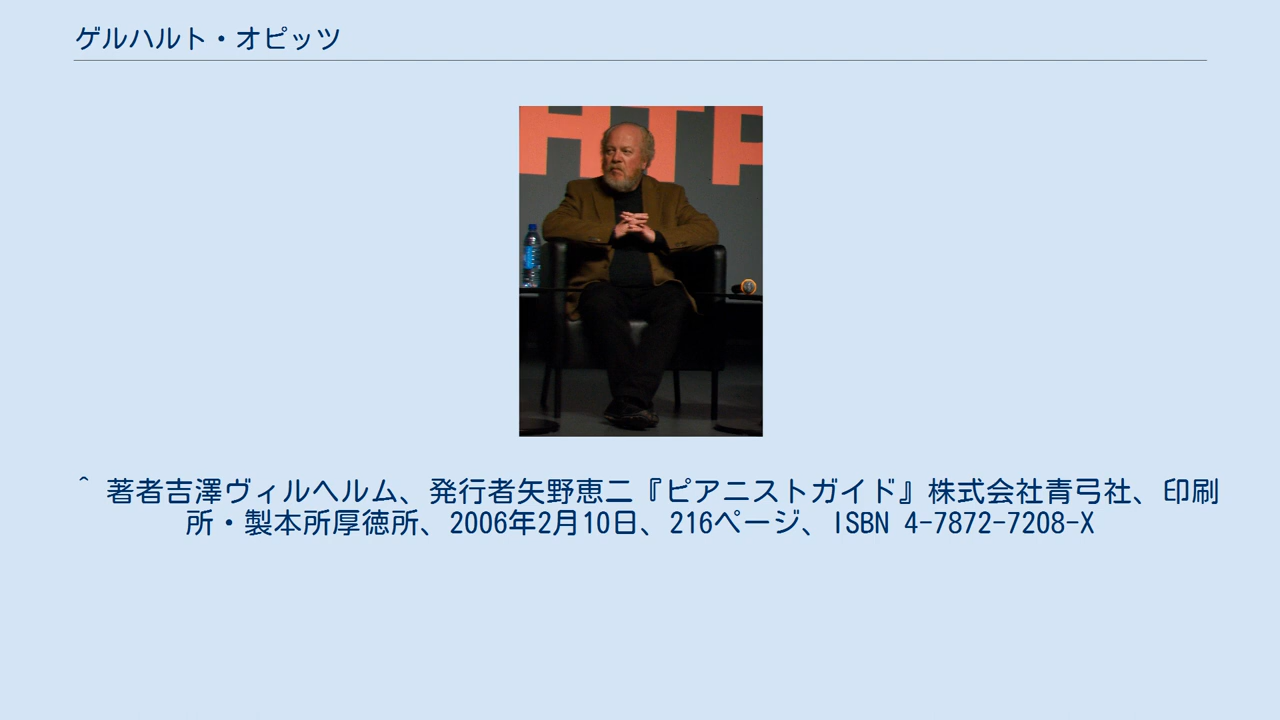 ゲルハルト・オピッツ
^ 著者吉澤ヴィルヘルム、発行者矢野恵二『ピアニストガイド』株式会社青弓社、印刷
所・製本所厚徳所、2006年2月10日、216ページ、ISBN 4-7872-7208-X